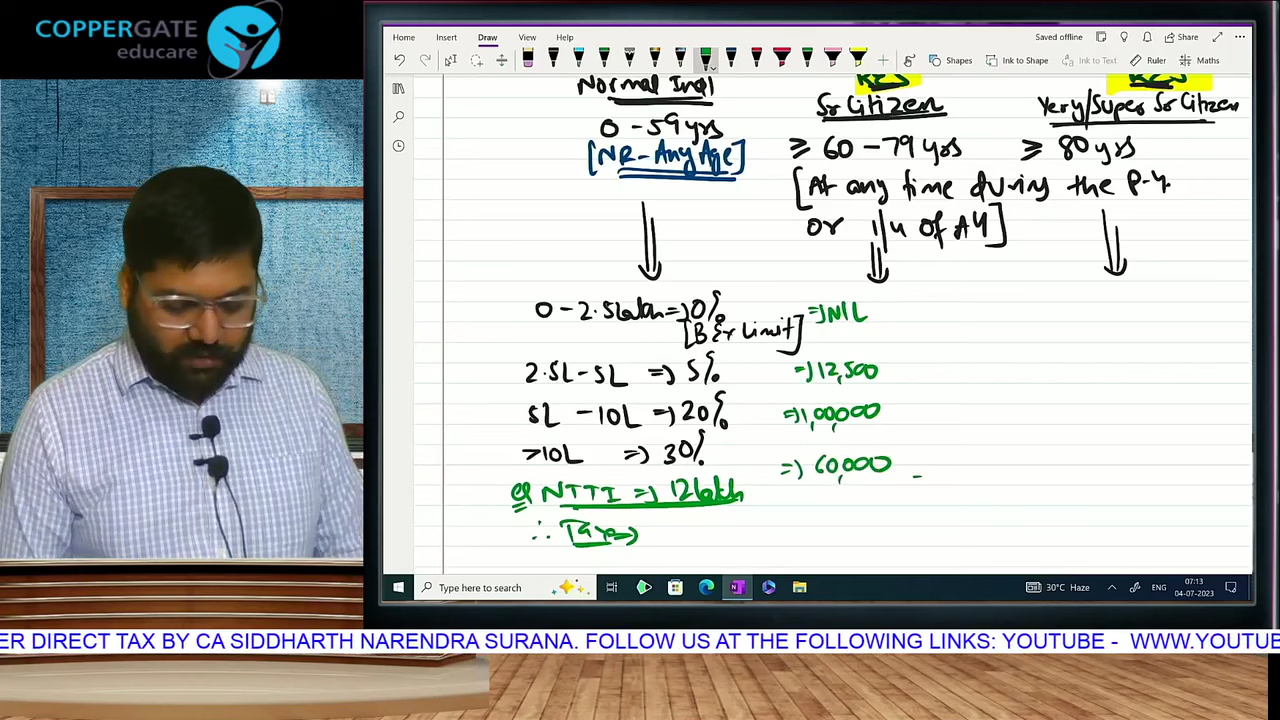 COPPERGATE
educare
Home Insert Draw View Help
Saved offline Share
Shapes Ink to Shape Ink to Text Ruler Maths
Normal Indl
0 - 59 yrs
[NR - Any Age]
RES
Sr Citizen
≥ 60 - 79 yrs
RES
Very/Super Sr Citizen
≥ 80 yrs
[At any time during the P.Y.
or 1/4 of AY]
0 - 2.5 Lakh => 0% => NIL
[B Ex Limit]
2.5L - 5L => 5% => 12,500
5L - 10L => 20% => 1,00,000
>10L => 30% => 60,000
eg NTTI => 12 Lakh
∴ Tax =>
Type here to search
30°C Haze
ENG
07:13
04-07-2023
ER DIRECT TAX BY CA SIDDHARTH NARENDRA SURANA. FOLLOW US AT THE FOLLOWING LINKS: YOUTUBE - WWW.YOUTUBE